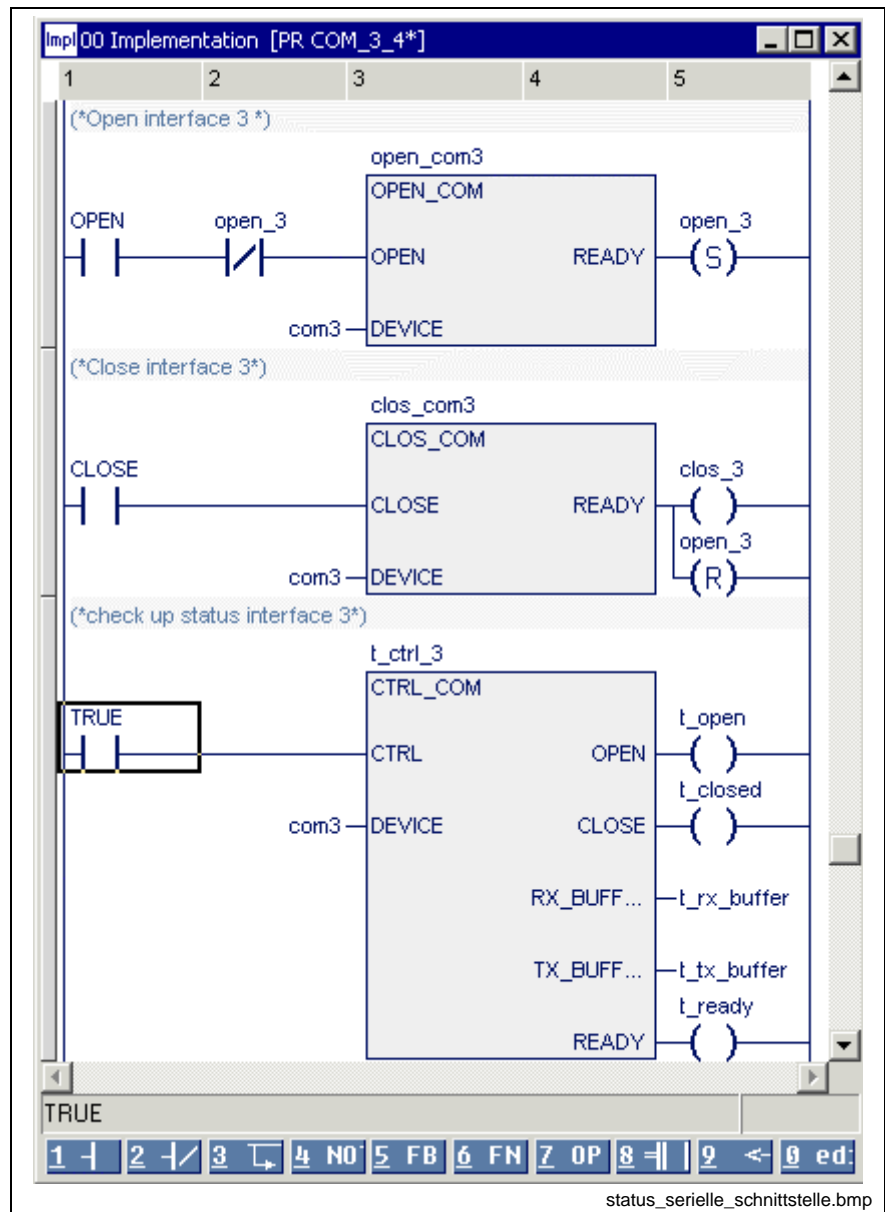 Impl 00 Implementation [PR COM_3_4*]
1 2 3 4 5
(*Open interface 3 *)
open_com3
OPEN_COM
OPEN open_3 open_3
OPEN READY S
com3 DEVICE
(*Close interface 3*)
clos_com3
CLOS_COM
CLOSE clos_3
CLOSE READY
open_3
com3 DEVICE R
(*check up status interface 3*)
t_ctrl_3
CTRL_COM
TRUE t_open
CTRL OPEN
t_closed
com3 DEVICE CLOSE
RX_BUFF... t_rx_buffer
TX_BUFF... t_tx_buffer
t_ready
READY
TRUE
1 2 3 4 NO 5 FB 6 FN 7 OP 8 9 <- 0 ed:
status_serielle_schnittstelle.bmp